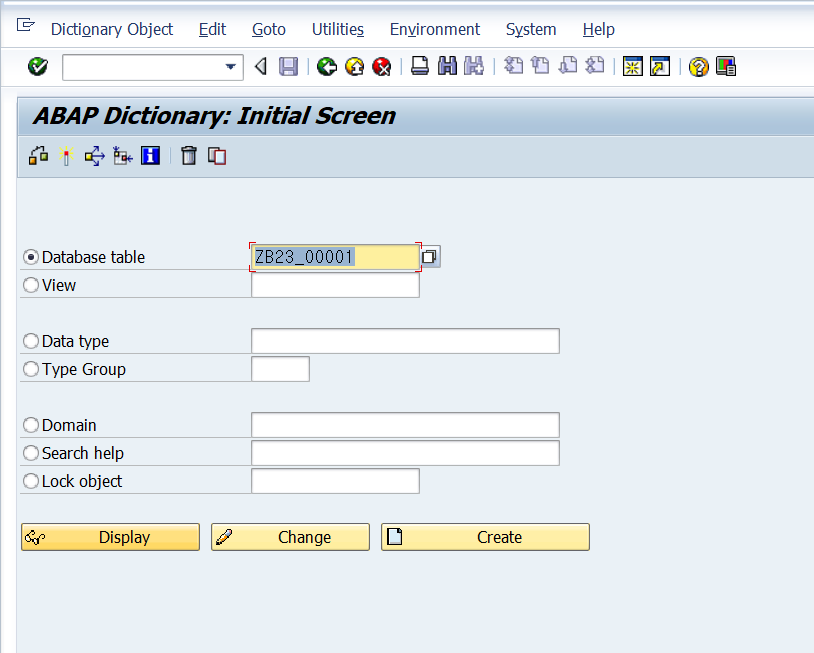 Dictionary Object Edit Goto Utilities Environment System Help
ABAP Dictionary: Initial Screen
Database table ZB23_00001
View
Data type
Type Group
Domain
Search help
Lock object
Display Change Create